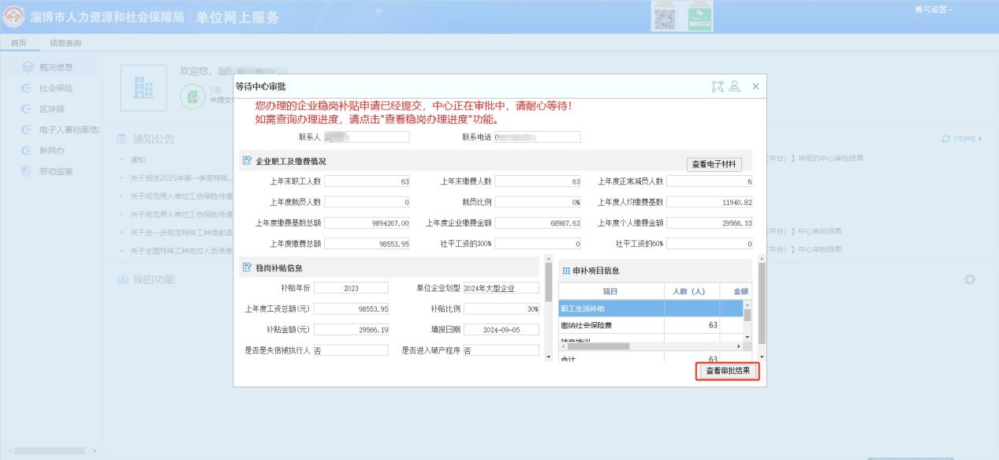 淄博市人力资源和社会保障局 单位网上服务
账号设置
首页 信息查询
概况信息
社会保险
区块链
电子人事档案信
新网办
劳动监察
欢迎您,
5条
未提交
通知公告
MORE
通知
关于报送2025年第一季度特殊...
关于规范用人单位工伤保险待遇
关于规范用人单位工伤保险待遇
关于进一步规范特殊工种提前退
关于全国特殊工种岗位人员信息
中台）】申报的中心审批结果
中台）】中心审批结果
中台）】中心审批结果
我的功能
等待中心审批
您办理的企业稳岗补贴申请已经提交，中心正在审批中，请耐心等待！
如需查询办理进度，请点击"查看稳岗办理进度"功能。
联系人 联系电话
企业职工及缴费情况 查看电子材料
上年末职工人数 63 上年末缴费人数 63 上年度正常减员人数 6
上年度裁员人数 0 裁员比例 0% 上年度人均缴费基数 11940.82
上年度缴费基数总额 9894267.00 上年度企业缴费金额 68987.62 上年度个人缴费金额 29566.33
上年度缴费总额 98553.95 社平工资的300% 0 社平工资的60% 0
稳岗补贴信息
补贴年份 2023 单位企业划型 2024年大型企业
上年度工资总额(元) 98553.95 补贴比例 30%
补贴金额(元) 29566.19 填报日期 2024-09-05
是否是失信被执行人 否 是否进入破产程序 否
申补项目信息
项目 人数（人） 金额
职工生活补助
缴纳社会保险费 63
转岗培训
合计 63
查看审批结果